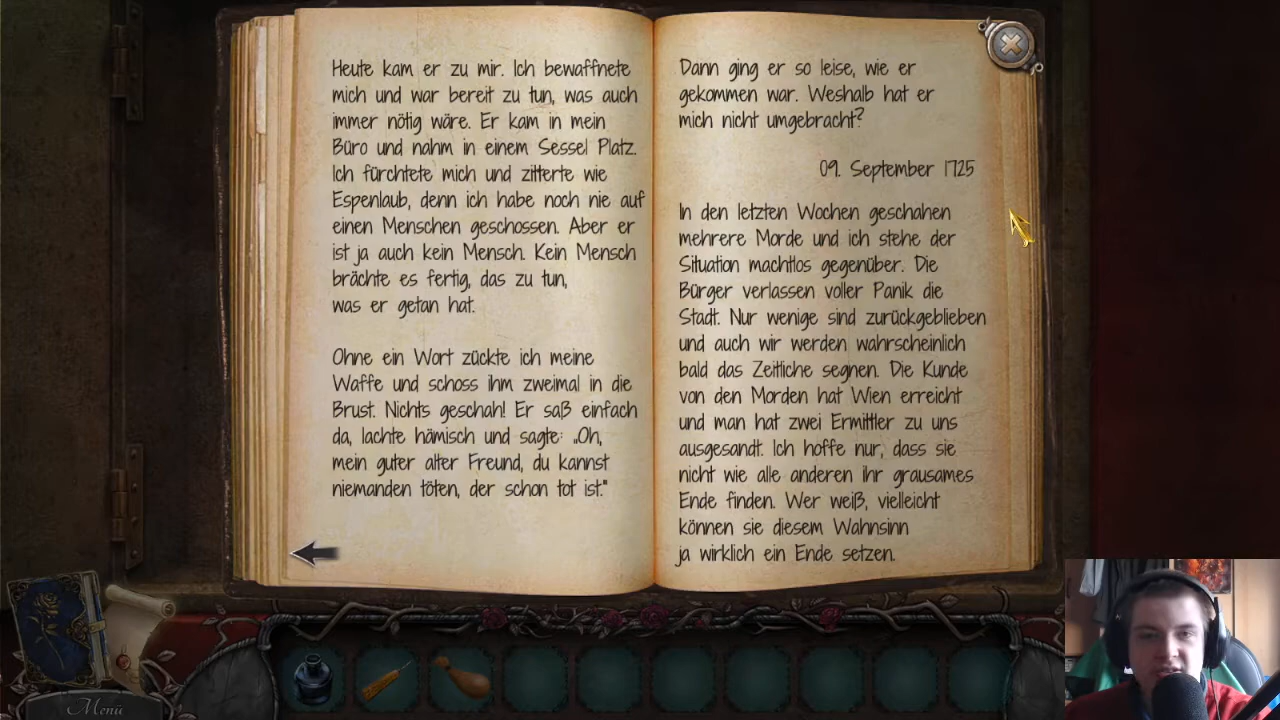 Heute kam er zu mir. Ich bewaffnete
mich und war bereit zu tun, was auch
immer nötig wäre. Er kam in mein
Büro und nahm in einem Sessel Platz.
Ich fürchtete mich und zitterte wie
Espenlaub, denn ich habe noch nie auf
einen Menschen geschossen. Aber er
ist ja auch kein Mensch. Kein Mensch
brächte es fertig, das zu tun,
was er getan hat.
Ohne ein Wort zückte ich meine
Waffe und schoss ihm zweimal in die
Brust. Nichts geschah! Er saß einfach
da, lachte hämisch und sagte: „Oh,
mein guter alter Freund, du kannst
niemanden töten, der schon tot ist."
Dann ging er so leise, wie er
gekommen war. Weshalb hat er
mich nicht umgebracht?
09. September 1725
In den letzten Wochen geschahen
mehrere Morde und ich stehe der
Situation machtlos gegenüber. Die
Bürger verlassen voller Panik die
Stadt. Nur wenige sind zurückgeblieben
und auch wir werden wahrscheinlich
bald das Zeitliche segnen. Die Kunde
von den Morden hat Wien erreicht
und man hat zwei Ermittler zu uns
ausgesandt. Ich hoffe nur, dass sie
nicht wie alle anderen ihr grausames
Ende finden. Wer weiß, vielleicht
können sie diesem Wahnsinn
ja wirklich ein Ende setzen.
Menü